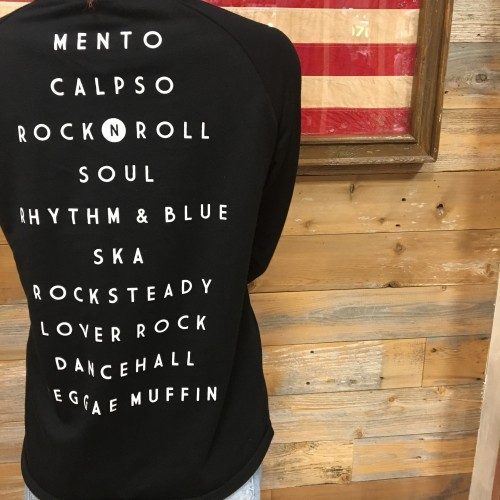 MENTO
CALPSO
ROCK N ROLL
SOUL
RHYTHM & BLUE
SKA
ROCKSTEADY
LOVER ROCK
DANCEHALL
EGGAE MUFFIN